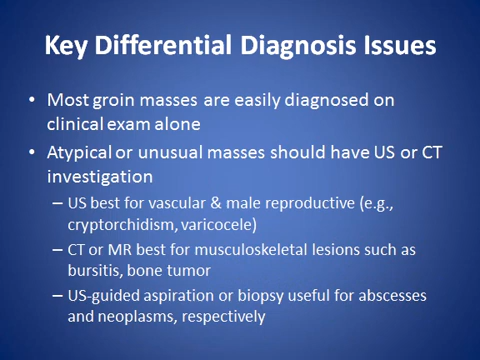 Key Differential Diagnosis Issues
• Most groin masses are easily diagnosed on
clinical exam alone
• Atypical or unusual masses should have US or CT
investigation
– US best for vascular & male reproductive (e.g.,
cryptorchidism, varicocele)
– CT or MR best for musculoskeletal lesions such as
bursitis, bone tumor
– US-guided aspiration or biopsy useful for abscesses
and neoplasms, respectively